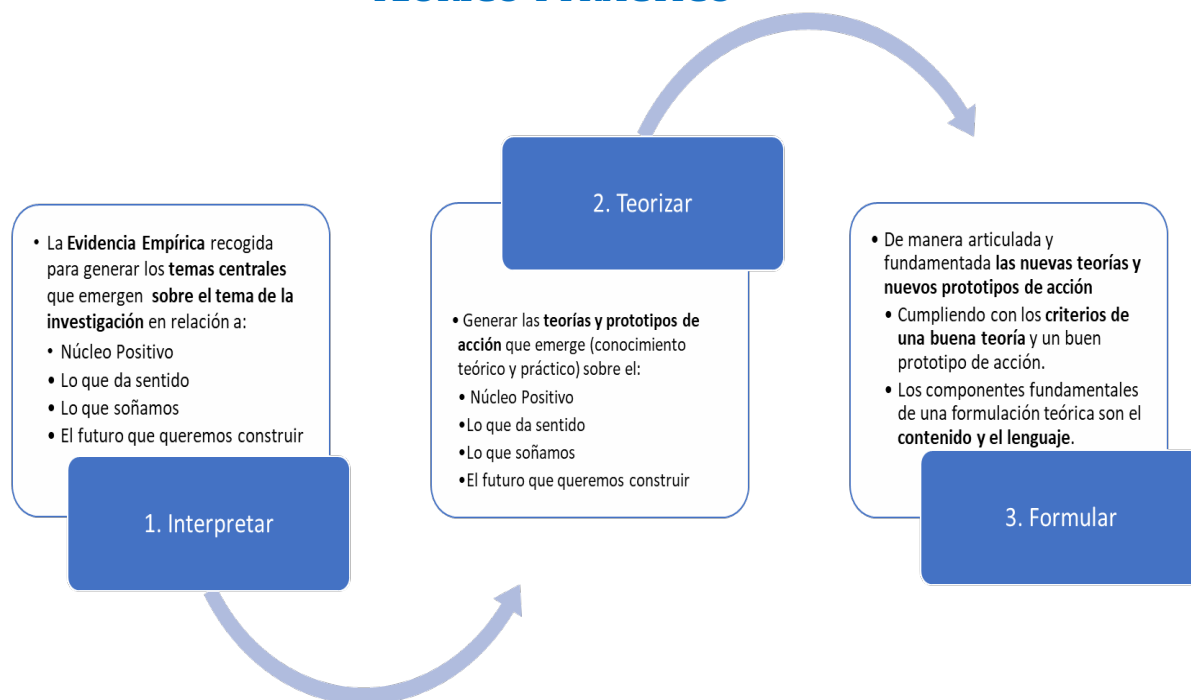 • La Evidencia Empírica recogida
para generar los temas centrales
que emergen sobre el tema de la
investigación en relación a:
• Núcleo Positivo
• Lo que da sentido
• Lo que soñamos
• El futuro que queremos construir
1. Interpretar
2. Teorizar
• Generar las teorías y prototipos de
acción que emerge (conocimiento
teórico y práctico) sobre el:
• Núcleo Positivo
•Lo que da sentido
•Lo que soñamos
•El futuro que queremos construir
• De manera articulada y
fundamentada las nuevas teorías y
nuevos prototipos de acción
• Cumpliendo con los criterios de
una buena teoría y un buen
prototipo de acción.
• Los componentes fundamentales
de una formulación teórica son el
contenido y el lenguaje.
3. Formular